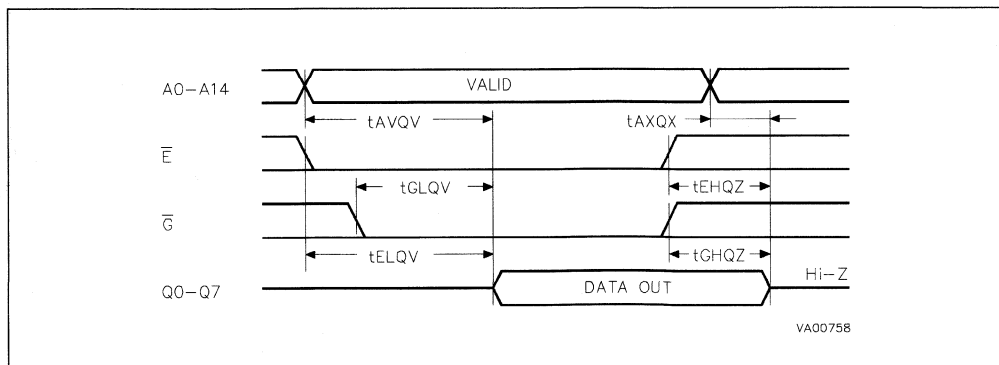 A0-A14
VALID
tAVQV
tAXQX
E
tGLQV
tEHQZ
G
tELQV
tGHQZ
Q0-Q7
DATA OUT
Hi-Z
VA00758